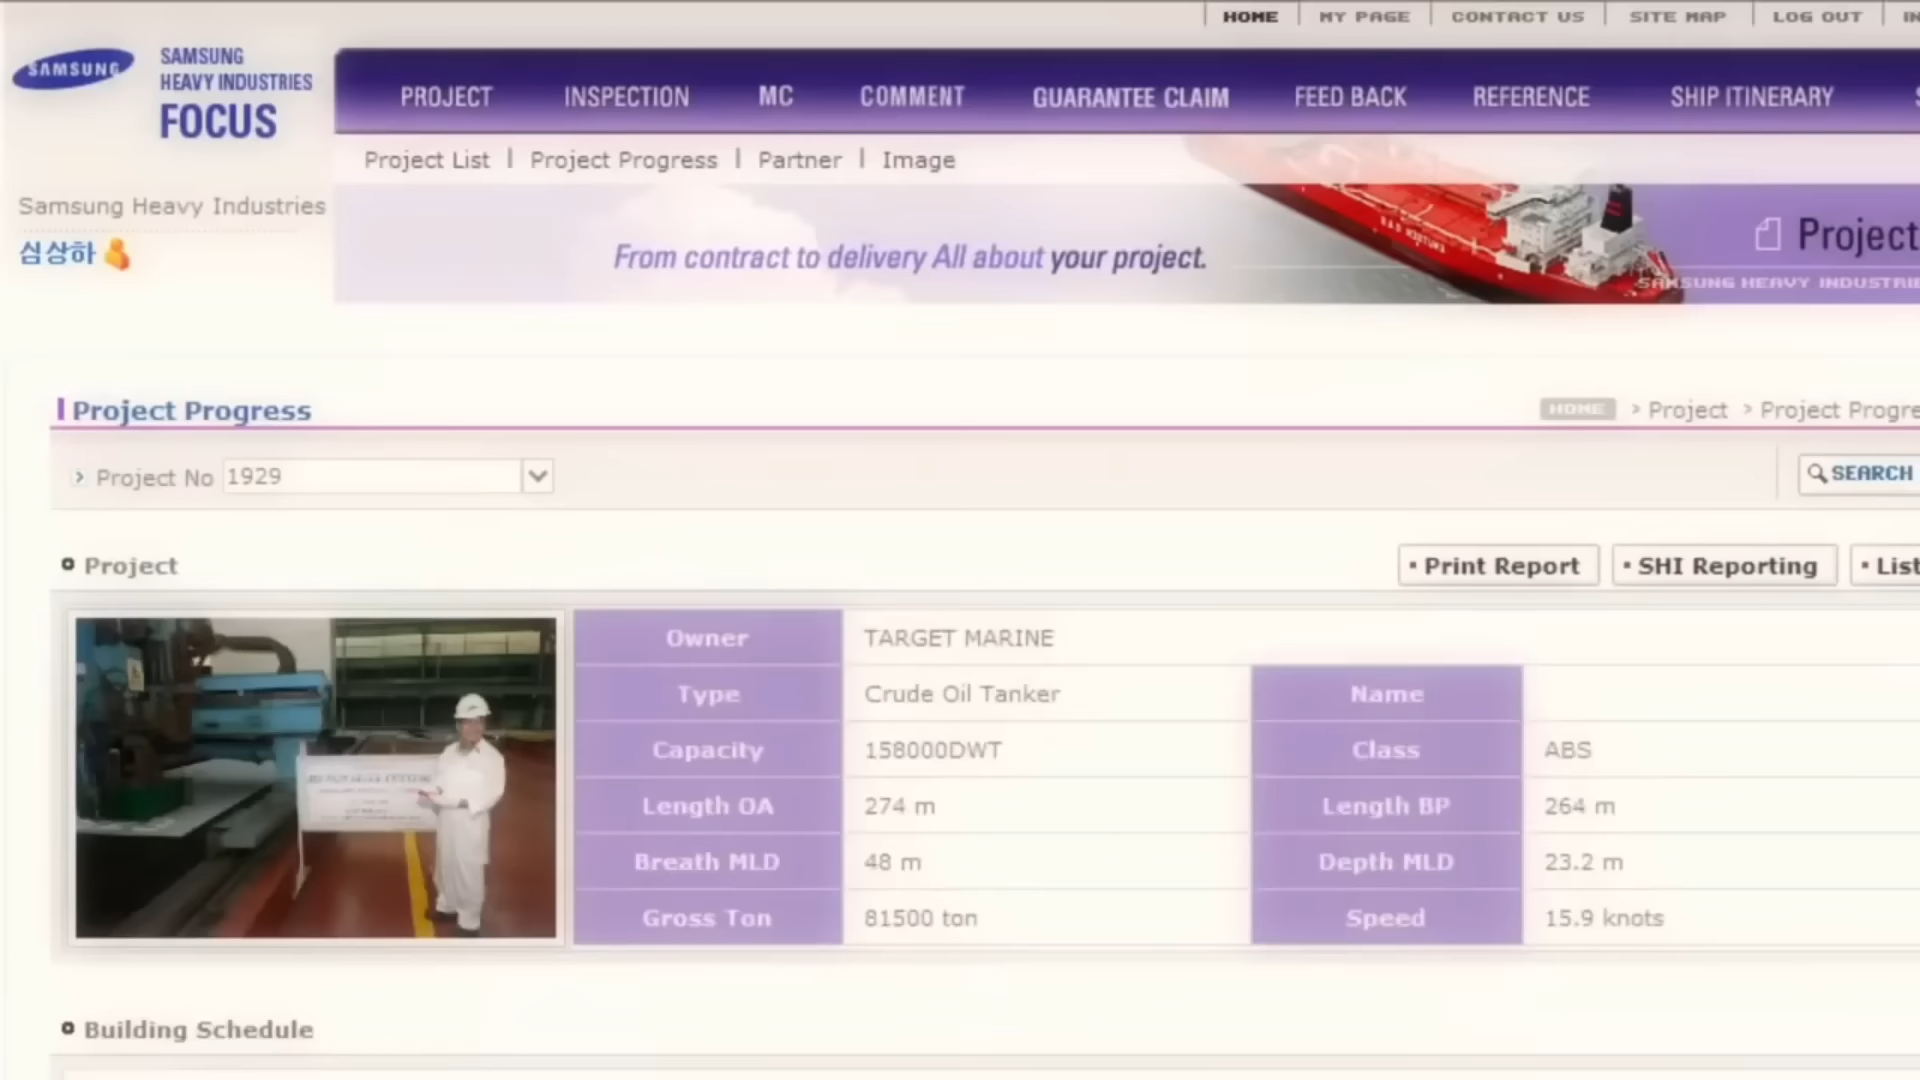 HOME | MY PAGE | CONTACT US | SITE MAP | LOG OUT |
SAMSUNG
SAMSUNG
HEAVY INDUSTRIES
FOCUS
PROJECT INSPECTION MC COMMENT GUARANTEE CLAIM FEED BACK REFERENCE SHIP ITINERARY
Project List | Project Progress | Partner | Image
Samsung Heavy Industries
심상하
From contract to delivery All about your project.
Project
SAMSUNG HEAVY INDUSTRIE
Project Progress
HOME > Project > Project Progre
Project No 1929
SEARCH
Project
Print Report
SHI Reporting
List
Owner TARGET MARINE
Type Crude Oil Tanker Name
Capacity 158000DWT Class ABS
Length OA 274 m Length BP 264 m
Breath MLD 48 m Depth MLD 23.2 m
Gross Ton 81500 ton Speed 15.9 knots
Building Schedule